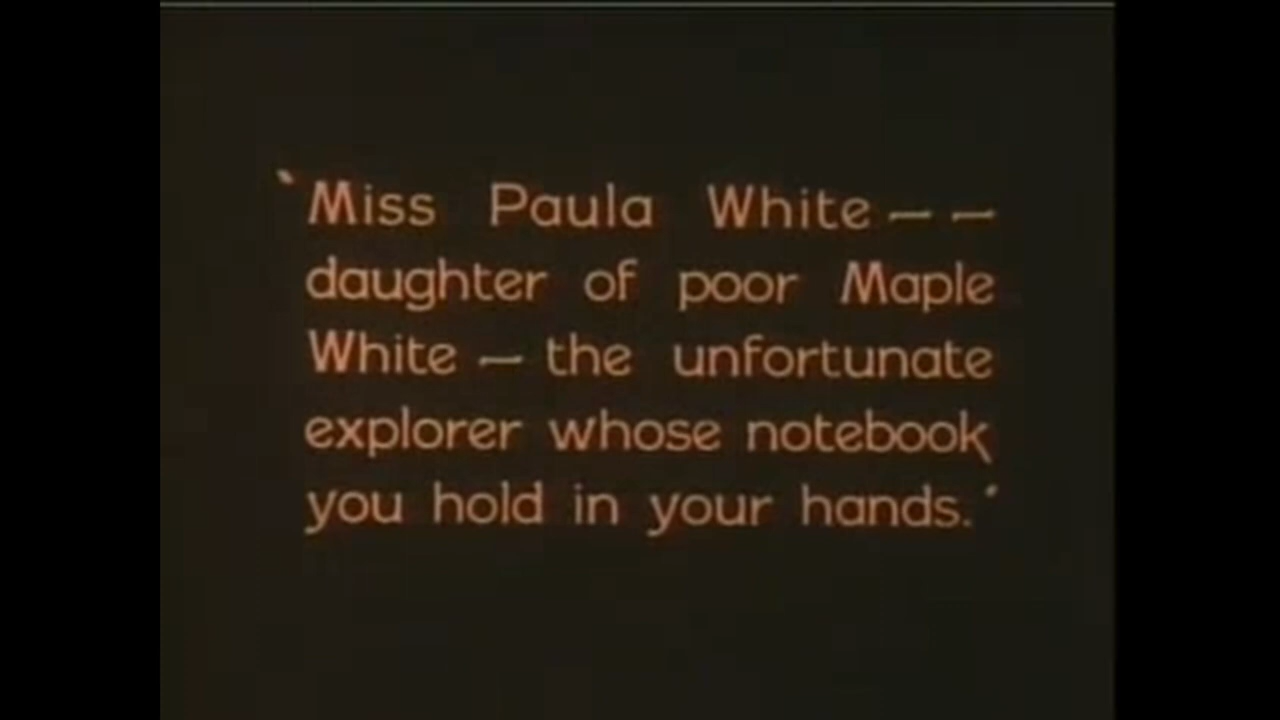 ‘Miss Paula White — —
daughter of poor Maple
White — the unfortunate
explorer whose notebook
you hold in your hands.’